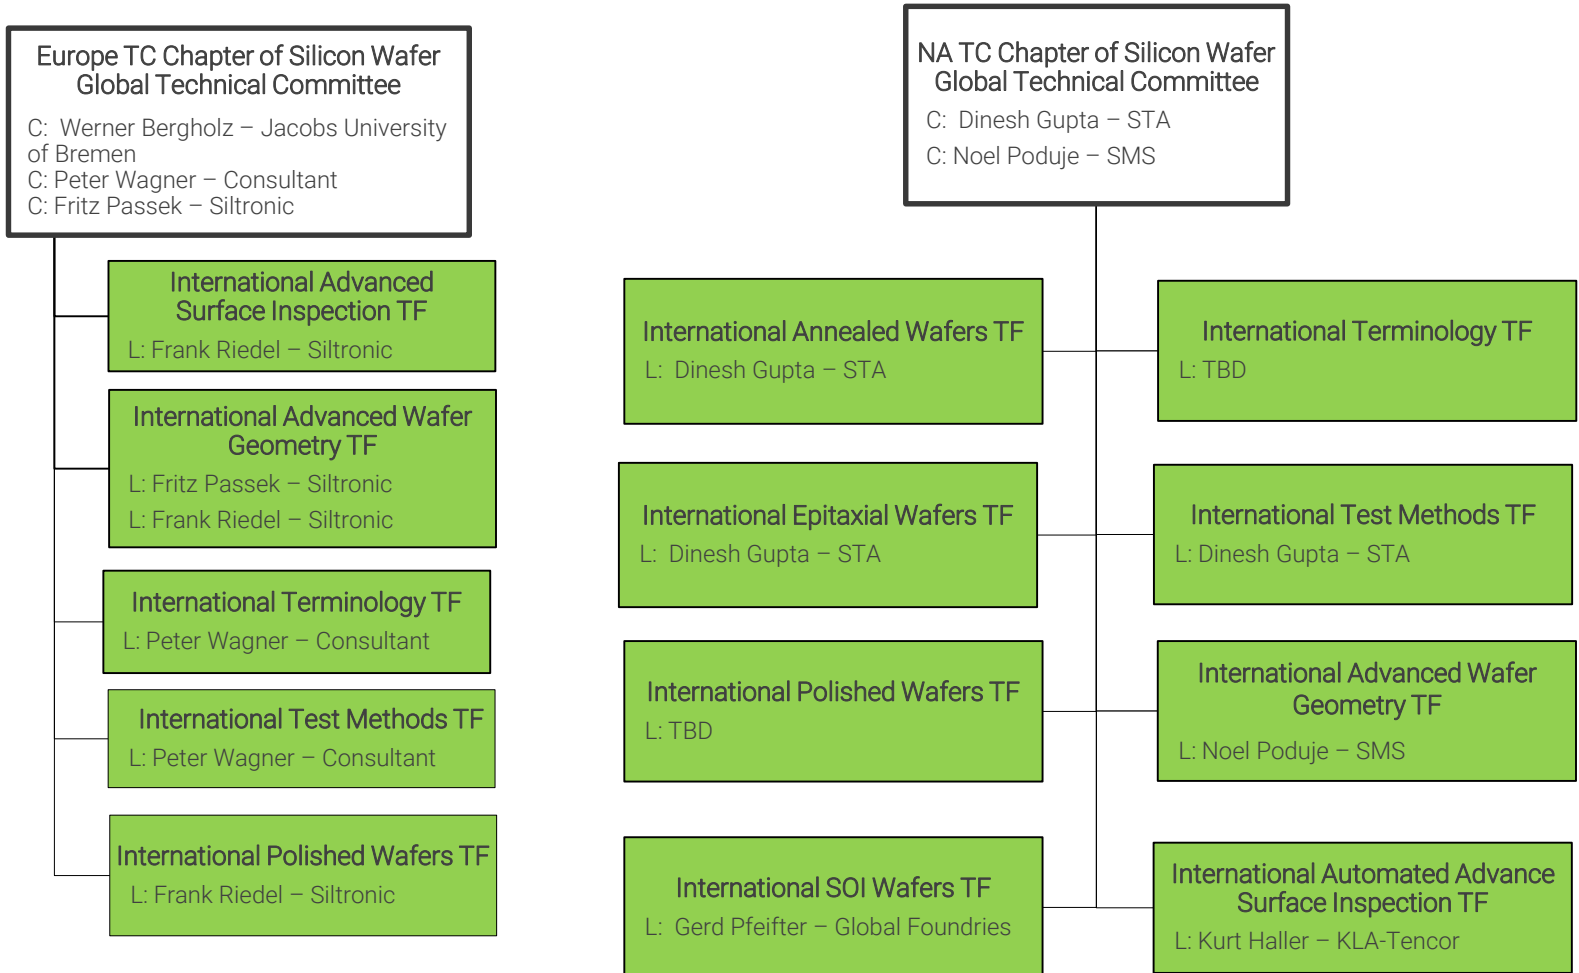 Europe TC Chapter of Silicon Wafer
Global Technical Committee
C:  Werner Bergholz – Jacobs University
of Bremen
C: Peter Wagner – Consultant
C: Fritz Passek – Siltronic
International Advanced
Surface Inspection TF
L: Frank Riedel – Siltronic
International Advanced Wafer
Geometry TF
L: Fritz Passek – Siltronic
L: Frank Riedel – Siltronic
International Terminology TF
L: Peter Wagner – Consultant
International Test Methods TF
L: Peter Wagner – Consultant
International Polished Wafers TF
L: Frank Riedel – Siltronic
NA TC Chapter of Silicon Wafer
Global Technical Committee
C:  Dinesh Gupta – STA
C: Noel Poduje – SMS
International Annealed Wafers TF
L:  Dinesh Gupta – STA
International Terminology TF
L: TBD
International Epitaxial Wafers TF
L:  Dinesh Gupta – STA
International Test Methods TF
L: Dinesh Gupta – STA
International Polished Wafers TF
L: TBD
International Advanced Wafer
Geometry TF
L: Noel Poduje – SMS
International SOI Wafers TF
L:  Gerd Pfeifter – Global Foundries
International Automated Advance
Surface Inspection TF
L: Kurt Haller – KLA-Tencor